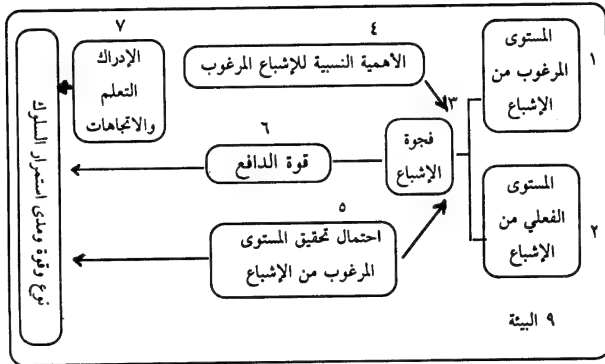 ١
المستوى
المرغوب من
الإشباع
٢
المستوى
الفعلي من
الإشباع
٣
فجوة
الإشباع
٤
الأهمية النسبية للإشباع المرغوب
٥
احتمال تحقيق المستوى
المرغوب من الإشباع
٦
قوة الدافع
٧
الإدراك
التعلم
والاتجاهات
نوع وقوة ومدى استمرار السلوك
٩ البيئة